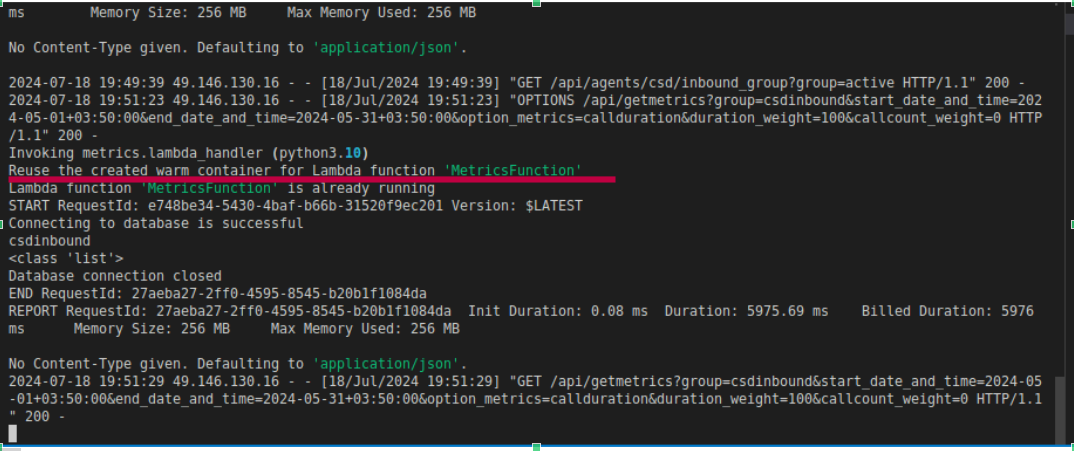 ms        Memory Size: 256 MB     Max Memory Used: 256 MB
No Content-Type given. Defaulting to 'application/json'.
2024-07-18 19:49:39 49.146.130.16 - - [18/Jul/2024 19:49:39] "GET /api/agents/csd/inbound_group?group=active HTTP/1.1" 200 -
2024-07-18 19:51:23 49.146.130.16 - - [18/Jul/2024 19:51:23] "OPTIONS /api/getmetrics?group=csdinbound&start_date_and_time=202
4-05-01+03:50:00&end_date_and_time=2024-05-31+03:50:00&option_metrics=callduration&duration_weight=100&callcount_weight=0 HTTP
/1.1" 200 -
Invoking metrics.lambda_handler (python3.10)
Reuse the created warm container for Lambda function 'MetricsFunction'
Lambda function 'MetricsFunction' is already running
START RequestId: e748be34-5430-4baf-b66b-31520f9ec201 Version: $LATEST
Connecting to database is successful
csdinbound
<class 'list'>
Database connection closed
END RequestId: 27aeba27-2ff0-4595-8545-b20b1f1084da
REPORT RequestId: 27aeba27-2ff0-4595-8545-b20b1f1084da  Init Duration: 0.08 ms  Duration: 5975.69 ms    Billed Duration: 5976
ms      Memory Size: 256 MB     Max Memory Used: 256 MB
No Content-Type given. Defaulting to 'application/json'.
2024-07-18 19:51:29 49.146.130.16 - - [18/Jul/2024 19:51:29] "GET /api/getmetrics?group=csdinbound&start_date_and_time=2024-05
-01+03:50:00&end_date_and_time=2024-05-31+03:50:00&option_metrics=callduration&duration_weight=100&callcount_weight=0 HTTP/1.1
" 200 -